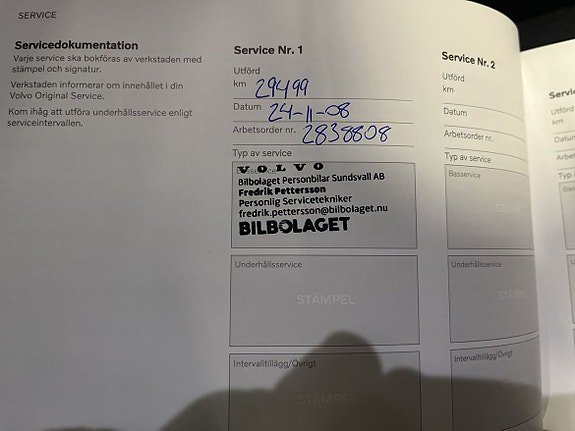 SERVICE
Servicedokumentation
Varje service ska bokföras av verkstaden med
stämpel och signatur.
Verkstaden informerar om innehållet i din
Volvo Original Service.
Kom ihåg att utföra underhållsservice enligt
serviceintervallen.
Service Nr. 1
Utförd
km 29499
Datum 24-11-08
Arbetsorder nr. 2838808
Typ av service
VOLVO
Bilbolaget Personbilar Sundsvall AB
Fredrik Pettersson
Personlig Servicetekniker
fredrik.pettersson@bilbolaget.nu
BILBOLAGET
Underhållsservice
STÄMPEL
Intervalltillägg/Övrigt
STÄMPEL
Service Nr. 2
Utförd
km
Datum
Arbetsorder nr.
Typ av service
Basservice
STÄMPEL
Underhållsservice
STÄMPEL
Intervalltillägg/Övrigt
STÄMPEL
Utförd
km
Datum